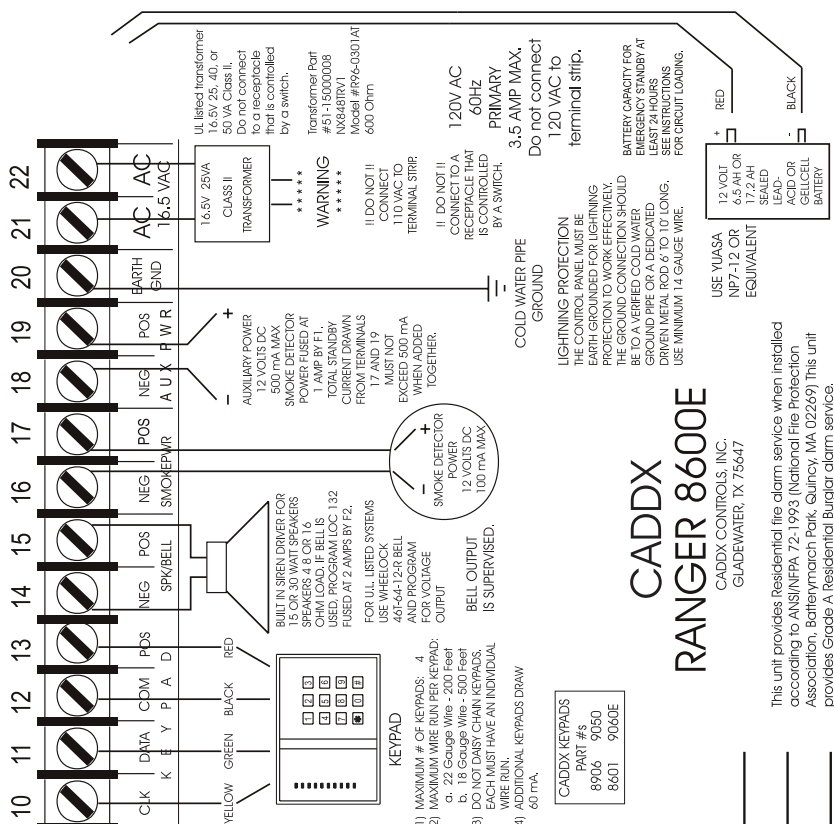 10 11 12 13 14 15 16 17 18 19 20 21 22
CLK DATA COM POS NEG POS NEG POS NEG POS EARTH GND AC AC
K E Y P A D
SPK/BELL
SMOKEPWR
A U X P W R
16.5 VAC
YELLOW GREEN BLACK RED
1 2 3
4 5 6
7 8 9
✱ 0 #
KEYPAD
1) MAXIMUM # OF KEYPADS: 4
2) MAXIMUM WIRE RUN PER KEYPAD:
a. 22 Gauge Wire - 200 Feet
b. 18 Gauge Wire - 500 Feet
3) DO NOT DAISY CHAIN KEYPADS.
EACH MUST HAVE AN INDIVIDUAL
WIRE RUN.
4) ADDITIONAL KEYPADS DRAW
60 mA.
CADDX KEYPADS
PART #s
8906 9050
8601 9060E
BUILT IN SIREN DRIVER FOR
15 OR 30 WATT SPEAKERS
SPEAKERS 4 8 OR 16
OHM LOAD. IF BELL IS
USED, PROGRAM LOC 132
FUSED AT 2 AMPS BY F2.
FOR U.L. LISTED SYSTEMS
USE WHEELOCK
46T-64-12-R BELL
AND PROGRAM
FOR VOLTAGE
OUTPUT
BELL OUTPUT
IS SUPERVISED.
- +
SMOKE DETECTOR
POWER
12 VOLTS DC
100 mA MAX
- +
AUXILIARY POWER
12 VOLTS DC
500 mA MAX
SMOKE DETECTOR
POWER FUSED AT
1 AMP BY F1.
TOTAL STANDBY
CURRENT DRAWN
FROM TERMINALS
17 AND 19
MUST NOT
EXCEED 500 mA
WHEN ADDED
TOGETHER.
COLD WATER PIPE
GROUND
LIGHTNING PROTECTION
THE CONTROL PANEL MUST BE
EARTH GROUNDED FOR LIGHTNING
PROTECTION TO WORK EFFECTIVELY.
THE GROUND CONNECTION SHOULD
BE TO A VERIFIED COLD WATER
GROUND PIPE OR A DEDICATED
DRIVEN METAL ROD 6' TO 10' LONG.
USE MINIMUM 14 GAUGE WIRE.
16.5V 25VA
CLASS II
TRANSFORMER
*****
WARNING
*****
!! DO NOT !!
CONNECT
110 VAC TO
TERMINAL STRIP.
!! DO NOT !!
CONNECT TO A
RECEPTACLE THAT
IS CONTROLLED
BY A SWITCH.
UL listed transformer
16.5V 25, 40, or
50 VA Class II.
Do not connect
to a receptacle
that is controlled
by a switch.
Transformer Part
#51-15000008
NX848TRV1
Model #R96-0301AT
600 Ohm
120V AC
60Hz
PRIMARY
3.5 AMP MAX.
Do not connect
120 VAC to
terminal strip.
BATTERY CAPACITY FOR
EMERGENCY STANDBY AT
LEAST 24 HOURS
SEE INSTRUCTIONS
FOR CIRCUIT LOADING.
USE YUASA
NP7-12 OR
EQUIVALENT
12 VOLT
6.5 AH OR
17.2 AH
SEALED
LEAD-
ACID OR
GELLCELL
BATTERY
+ RED
- BLACK
CADDX
RANGER 8600E
CADDX CONTROLS, INC.
GLADEWATER, TX 75647
This unit provides Residential fire alarm service when installed
according to ANSI/NFPA 72-1993 (National Fire Protection
Association, Batterymarch Park, Quincy, MA 02269) This unit
provides Grade A Residential Burglar alarm service.